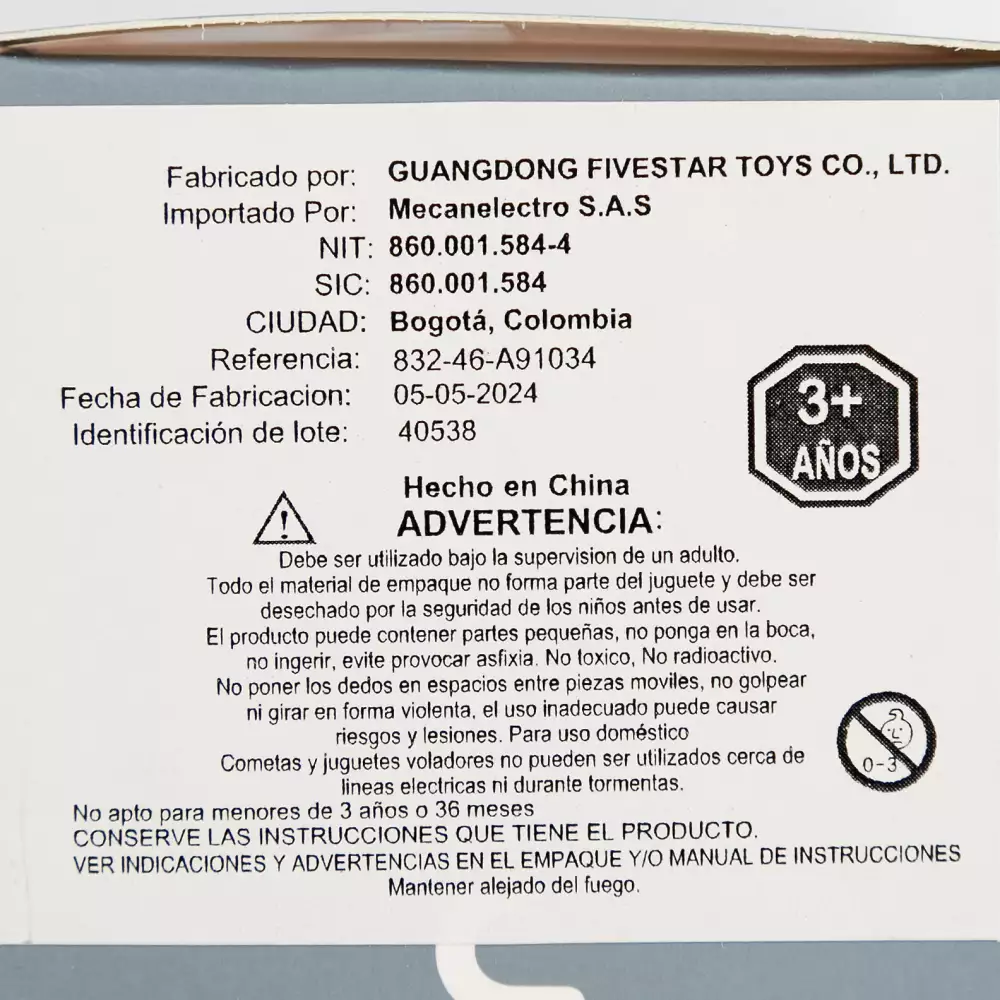 Fabricado por: GUANGDONG FIVESTAR TOYS CO., LTD.
Importado Por: Mecanelectro S.A.S
NIT: 860.001.584-4
SIC: 860.001.584
CIUDAD: Bogotá, Colombia
Referencia: 832-46-A91034
Fecha de Fabricacion: 05-05-2024
Identificación de lote: 40538
3+
AÑOS
Hecho en China
ADVERTENCIA:
Debe ser utilizado bajo la supervision de un adulto.
Todo el material de empaque no forma parte del juguete y debe ser
desechado por la seguridad de los niños antes de usar.
El producto puede contener partes pequeñas, no ponga en la boca,
no ingerir, evite provocar asfixia. No toxico, No radioactivo.
No poner los dedos en espacios entre piezas moviles, no golpear
ni girar en forma violenta, el uso inadecuado puede causar
riesgos y lesiones. Para uso doméstico
Cometas y juguetes voladores no pueden ser utilizados cerca de
lineas electricas ni durante tormentas.
0-3
No apto para menores de 3 años o 36 meses
CONSERVE LAS INSTRUCCIONES QUE TIENE EL PRODUCTO.
VER INDICACIONES Y ADVERTENCIAS EN EL EMPAQUE Y/O MANUAL DE INSTRUCCIONES
Mantener alejado del fuego.